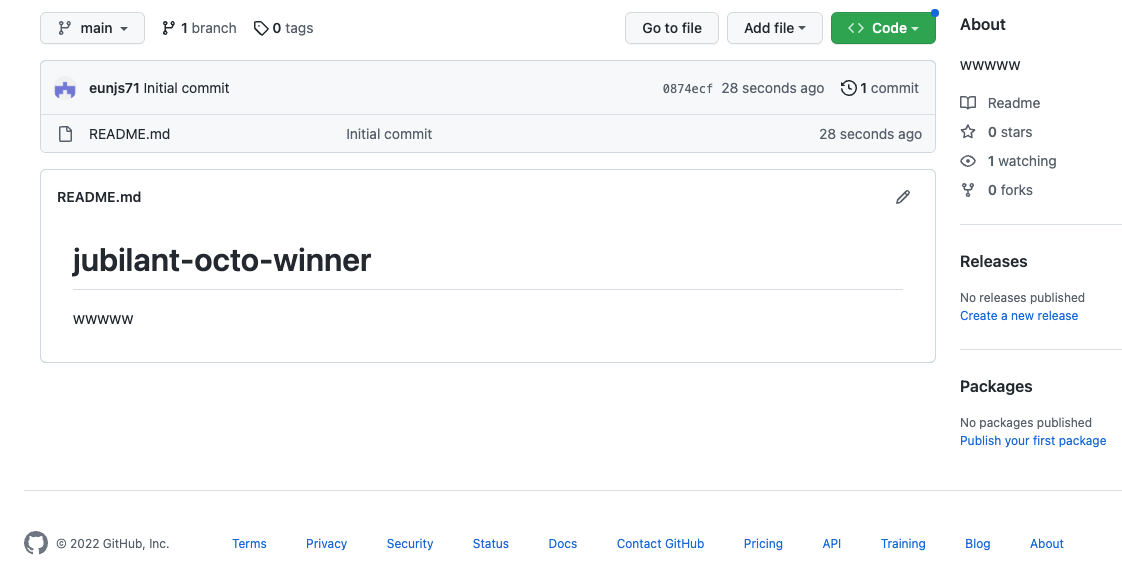 main 1 branch 0 tags Go to file Add file Code
eunjs71 Initial commit 0874ecf 28 seconds ago 1 commit
README.md Initial commit 28 seconds ago
README.md
jubilant-octo-winner
wwwww
About
wwwww
Readme
0 stars
1 watching
0 forks
Releases
No releases published
Create a new release
Packages
No packages published
Publish your first package
© 2022 GitHub, Inc. Terms Privacy Security Status Docs Contact GitHub Pricing API Training Blog About